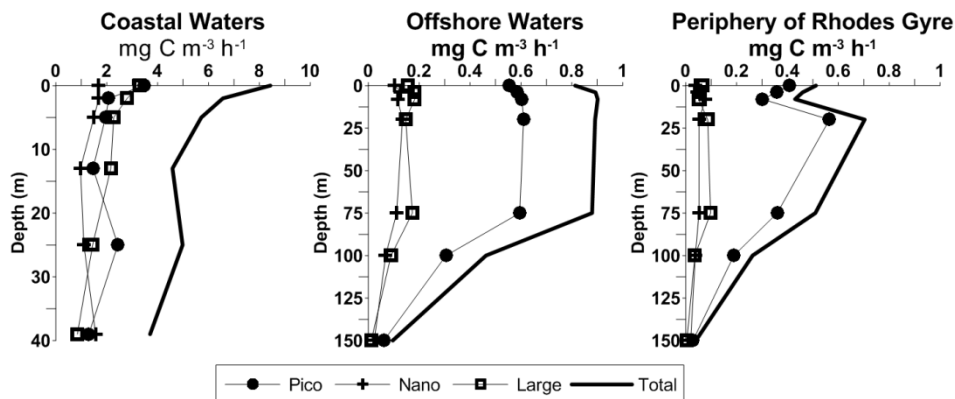 Coastal Waters
mg C m⁻³ h⁻¹
0 2 4 6 8 10
0
10
20
30
40
Depth (m)
Offshore Waters
mg C m⁻³ h⁻¹
0 0.2 0.4 0.6 0.8 1
0
25
50
75
100
125
150
Depth (m)
Periphery of Rhodes Gyre
mg C m⁻³ h⁻¹
0 0.2 0.4 0.6 0.8 1
0
25
50
75
100
125
150
Depth (m)
Pico Nano Large Total